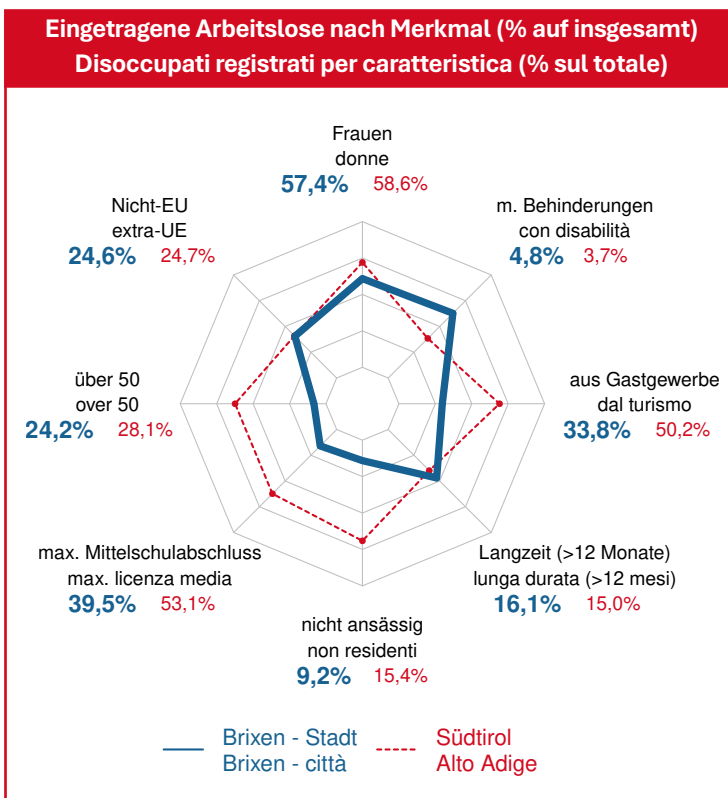 Eingetragene Arbeitslose nach Merkmal (% auf insgesamt)
Disoccupati registrati per caratteristica (% sul totale)
Frauen
donne
57,4% 58,6%
Nicht-EU
extra-UE
24,6% 24,7%
m. Behinderungen
con disabilità
4,8% 3,7%
über 50
over 50
24,2% 28,1%
aus Gastgewerbe
dal turismo
33,8% 50,2%
max. Mittelschulabschluss
max. licenza media
39,5% 53,1%
Langzeit (>12 Monate)
lunga durata (>12 mesi)
16,1% 15,0%
nicht ansässig
non residenti
9,2% 15,4%
Brixen - Stadt
Brixen - città
Südtirol
Alto Adige